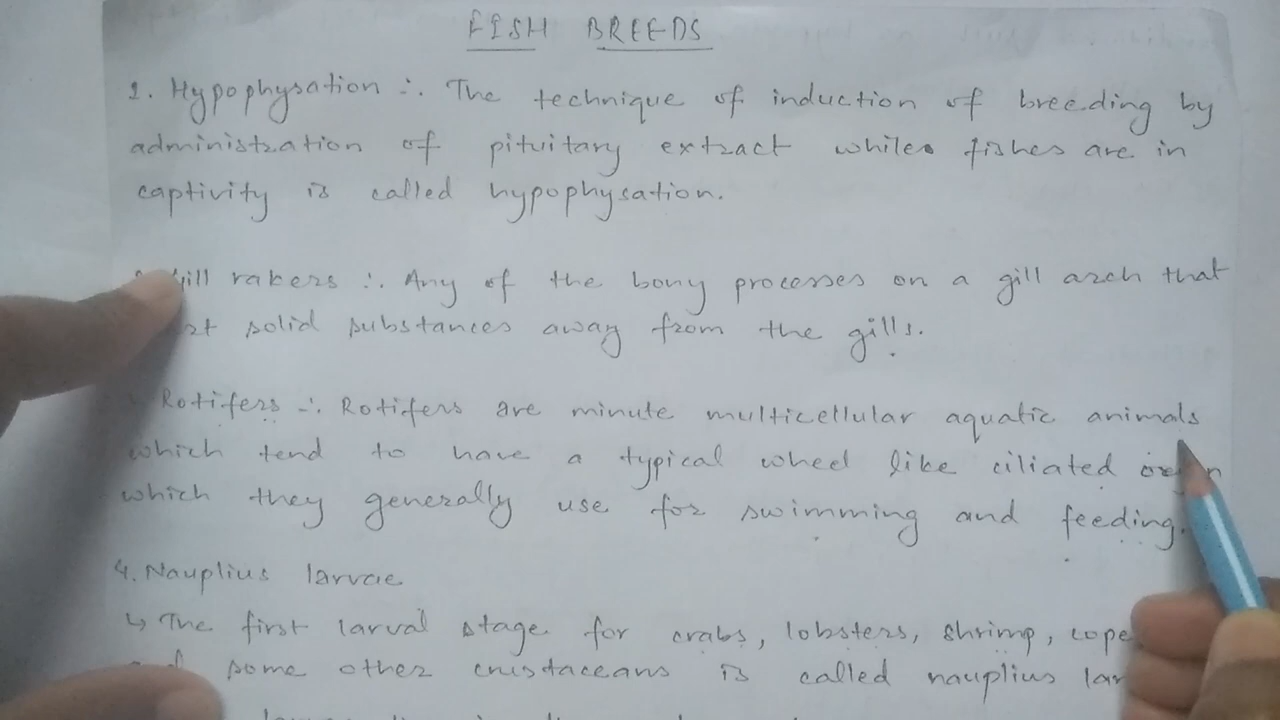 FISH BREEDS
1. Hypophysation ∴ The technique of induction of breeding by
administration of pituitary extract while fishes are in
captivity is called hypophysation.
Gill rakers ∴ Any of the bony processes on a gill arch that
solid substances away from the gills.
Rotifers ∴ Rotifers are minute multicellular aquatic animals
which tend to have a typical wheel like ciliated
which they generally use for swimming and feeding.
4. Nauplius larvae
↳ The first larval stage for crabs, lobsters, shrimp, cope
some other crustaceans is called nauplius lar